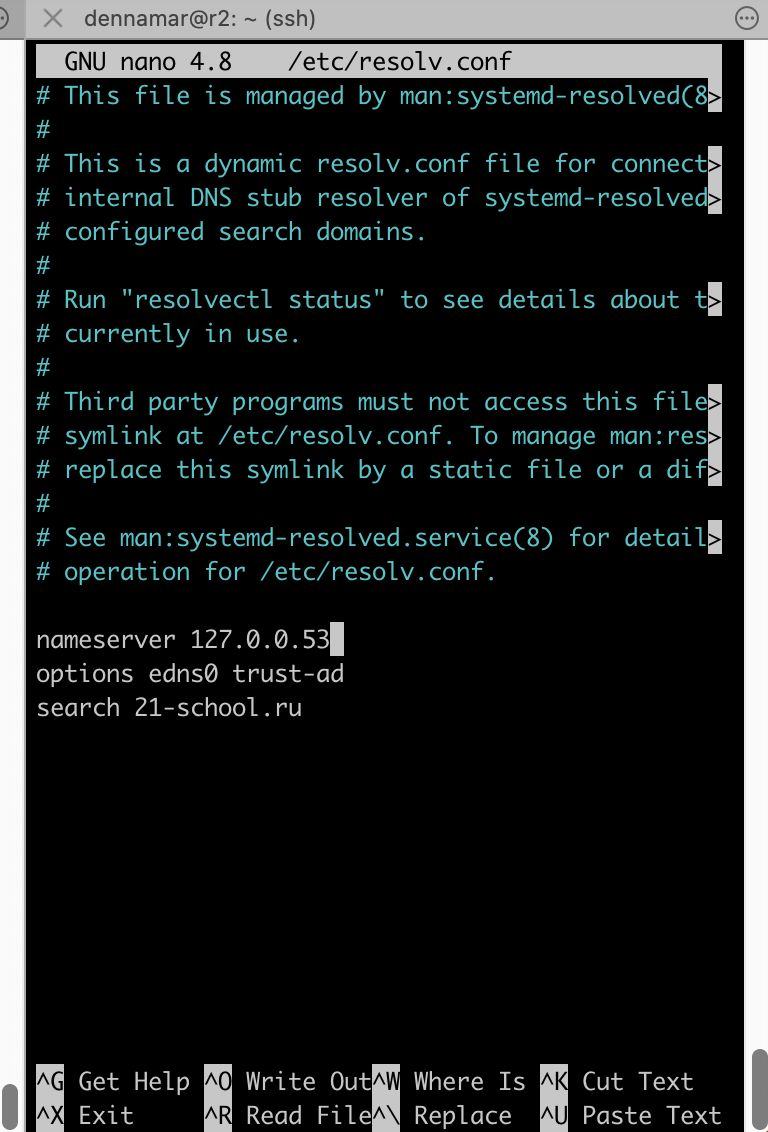 dennamar@r2: ~ (ssh)
GNU nano 4.8 /etc/resolv.conf
# This file is managed by man:systemd-resolved(8>
#
# This is a dynamic resolv.conf file for connect>
# internal DNS stub resolver of systemd-resolved>
# configured search domains.
#
# Run "resolvectl status" to see details about t>
# currently in use.
#
# Third party programs must not access this file>
# symlink at /etc/resolv.conf. To manage man:res>
# replace this symlink by a static file or a dif>
#
# See man:systemd-resolved.service(8) for detail>
# operation for /etc/resolv.conf.
nameserver 127.0.0.53
options edns0 trust-ad
search 21-school.ru
^G Get Help ^O Write Out^W Where Is ^K Cut Text
^X Exit ^R Read File^\ Replace ^U Paste Text